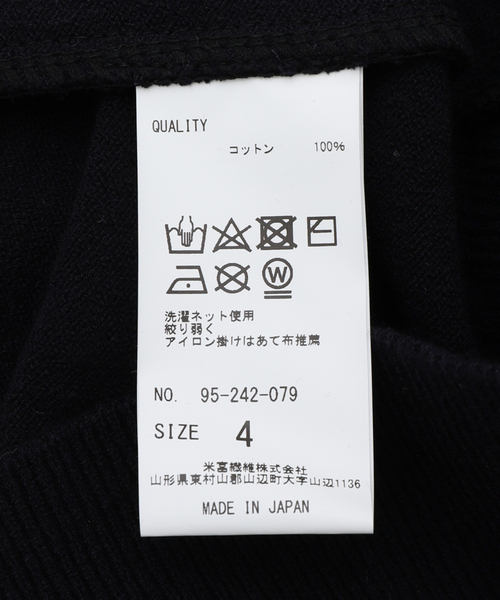 QUALITY
コットン 100%
W
洗濯ネット使用
絞り弱く
アイロン掛けはあて布推薦
NO. 95-242-079
SIZE 4
米富繊維株式会社
山形県東村山郡山辺町大字山辺1136
MADE IN JAPAN